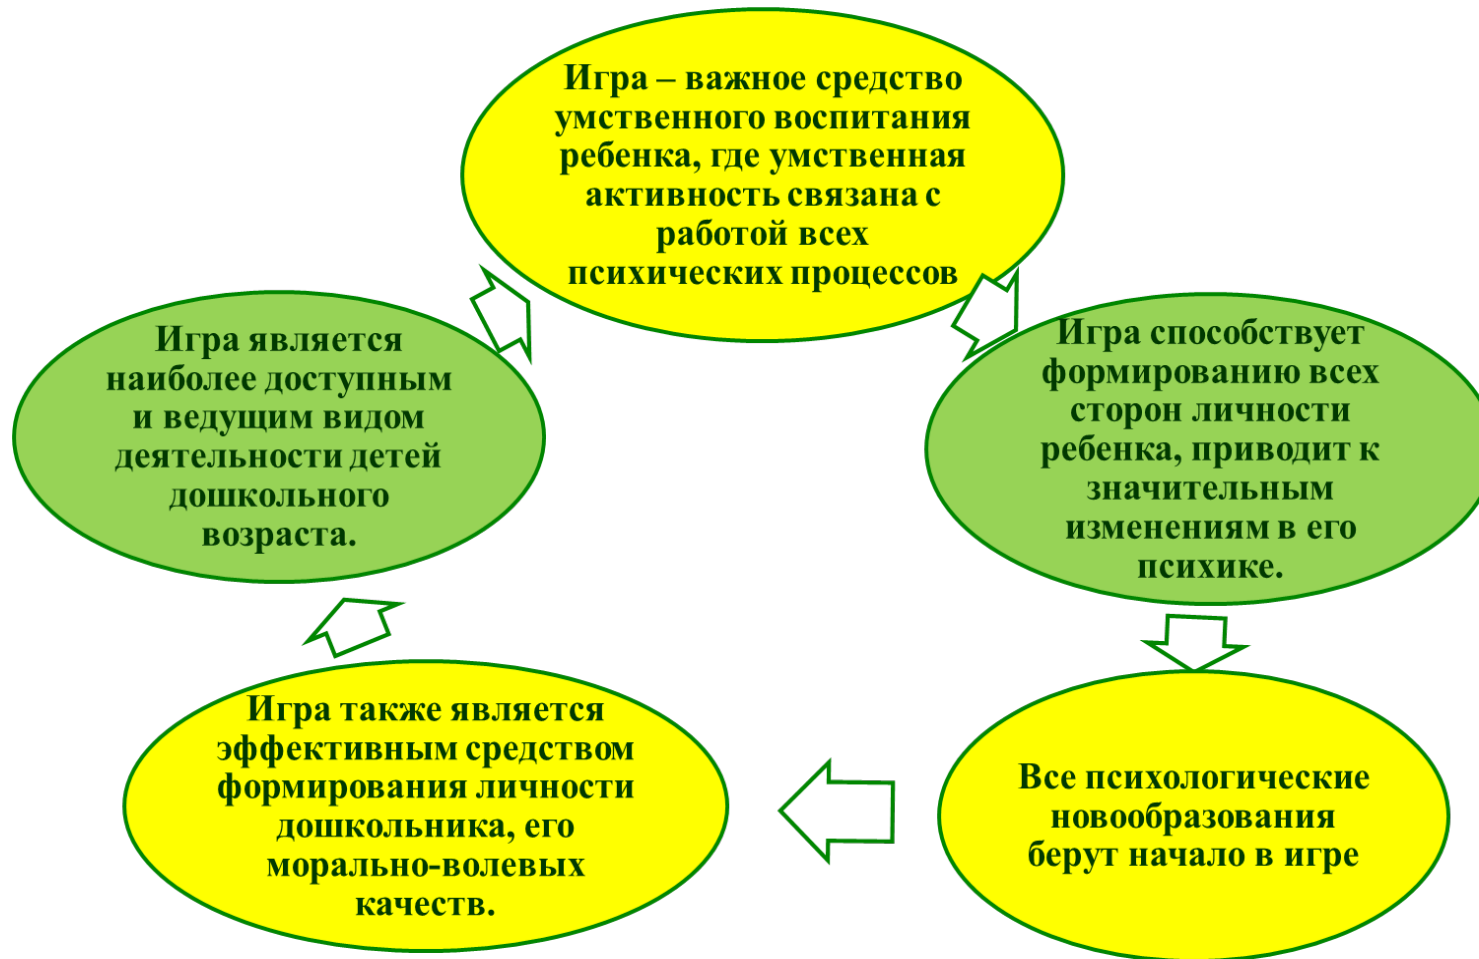 Игра – важное средство
умственного воспитания
ребенка, где умственная
активность связана с
работой всех
психических процессов
Игра способствует
формированию всех
сторон личности
ребенка, приводит к
значительным
изменениям в его
психике.
Все психологические
новообразования
берут начало в игре
Игра также является
эффективным средством
формирования личности
дошкольника, его
морально-волевых
качеств.
Игра является
наиболее доступным
и ведущим видом
деятельности детей
дошкольного
возраста.